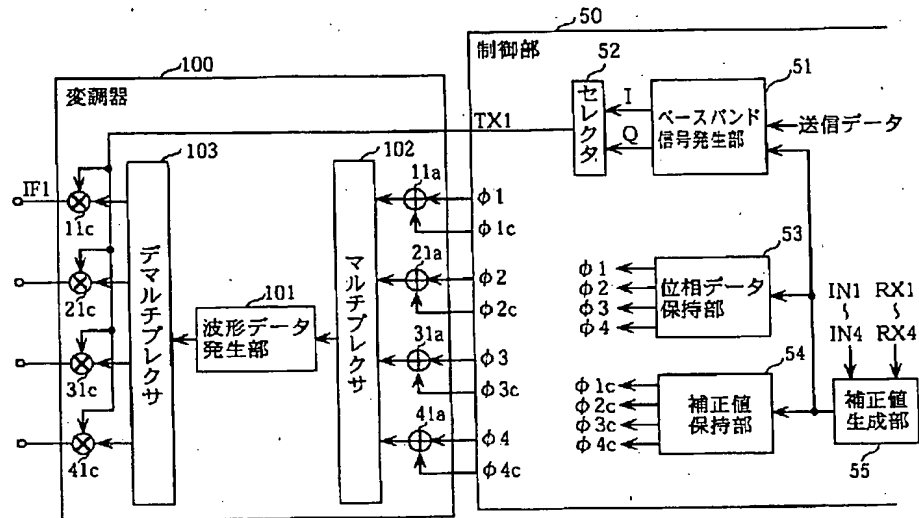 50
制御部
52
51
セレクタ
I
Q
ベースバンド
信号発生部
送信データ
TX1
100
変調器
103
102
デマルチプレクサ
マルチプレクサ
101
波形データ
発生部
IF1
11c
21c
31c
41c
11a
21a
31a
41a
φ1
φ1c
φ2
φ2c
φ3
φ3c
φ4
φ4c
53
φ1
φ2
φ3
φ4
位相データ
保持部
IN1
〜
IN4
RX1
〜
RX4
54
φ1c
φ2c
φ3c
φ4c
補正値
保持部
補正値
生成部
55